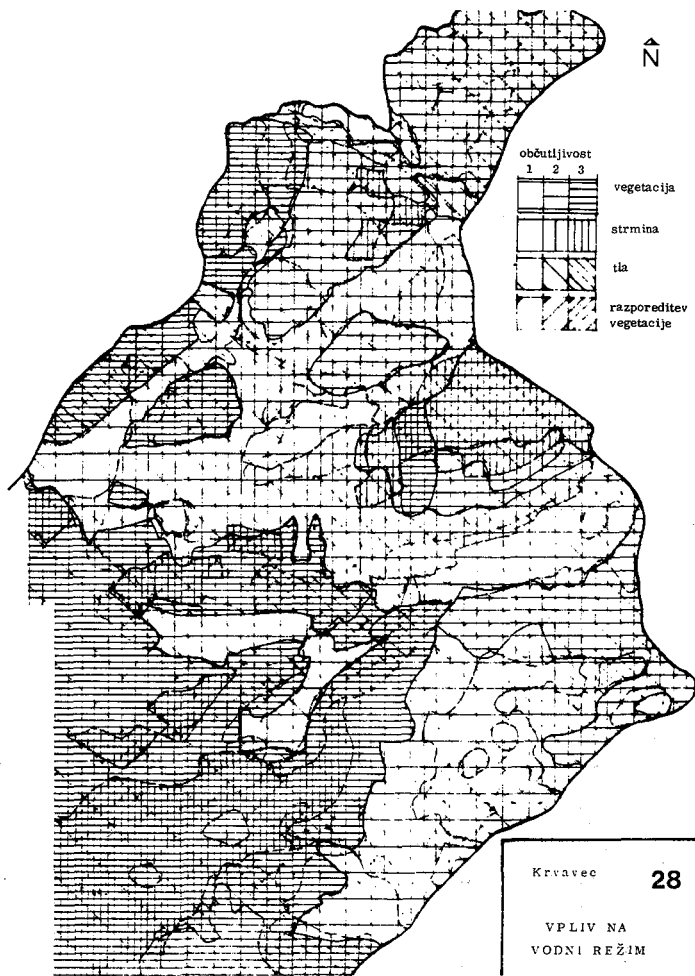 N
občutljivost
1 2 3
vegetacija
strmina
tla
razporeditev
vegetacije
Krvavec 28
VPLIV NA
VODNI REŽIM